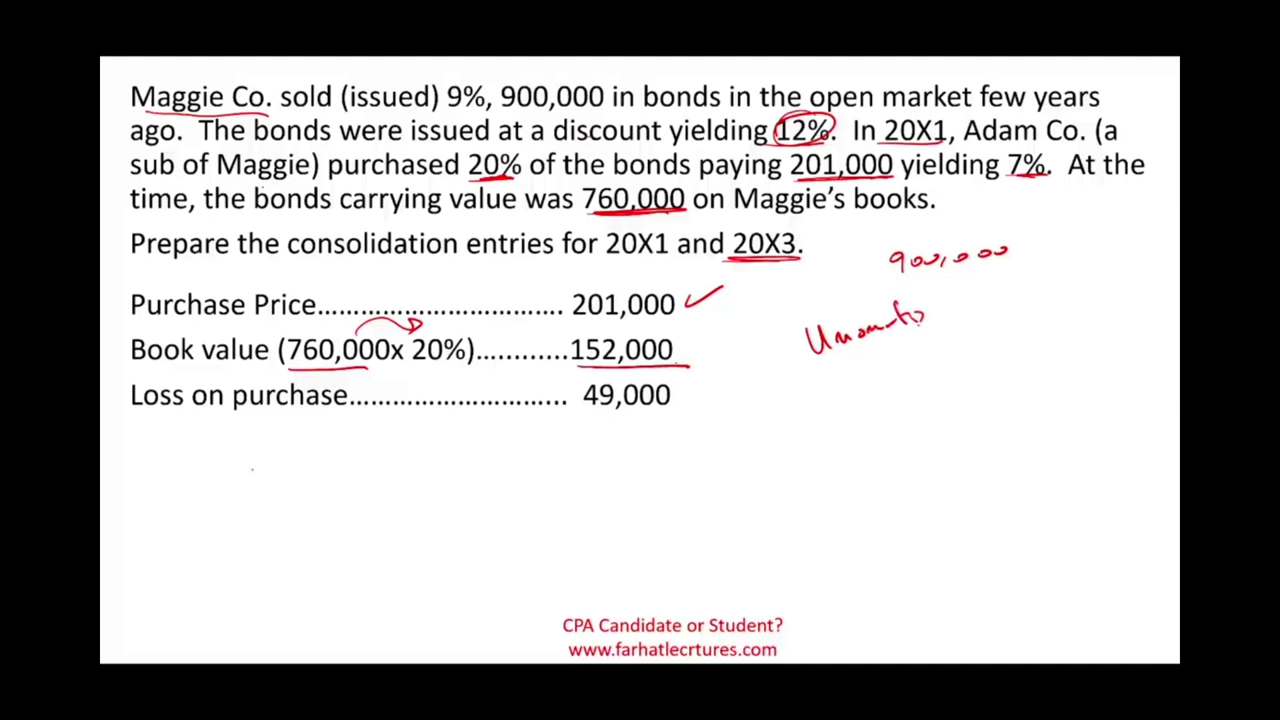 Maggie Co. sold (issued) 9%, 900,000 in bonds in the open market few years
ago. The bonds were issued at a discount yielding 12%. In 20X1, Adam Co. (a
sub of Maggie) purchased 20% of the bonds paying 201,000 yielding 7%. At the
time, the bonds carrying value was 760,000 on Maggie’s books.
Prepare the consolidation entries for 20X1 and 20X3.
900,000
Purchase Price……………………………. 201,000
Book value (760,000x 20%)………...152,000
Loss on purchase………………………... 49,000
CPA Candidate or Student?
www.farhatlecrtures.com